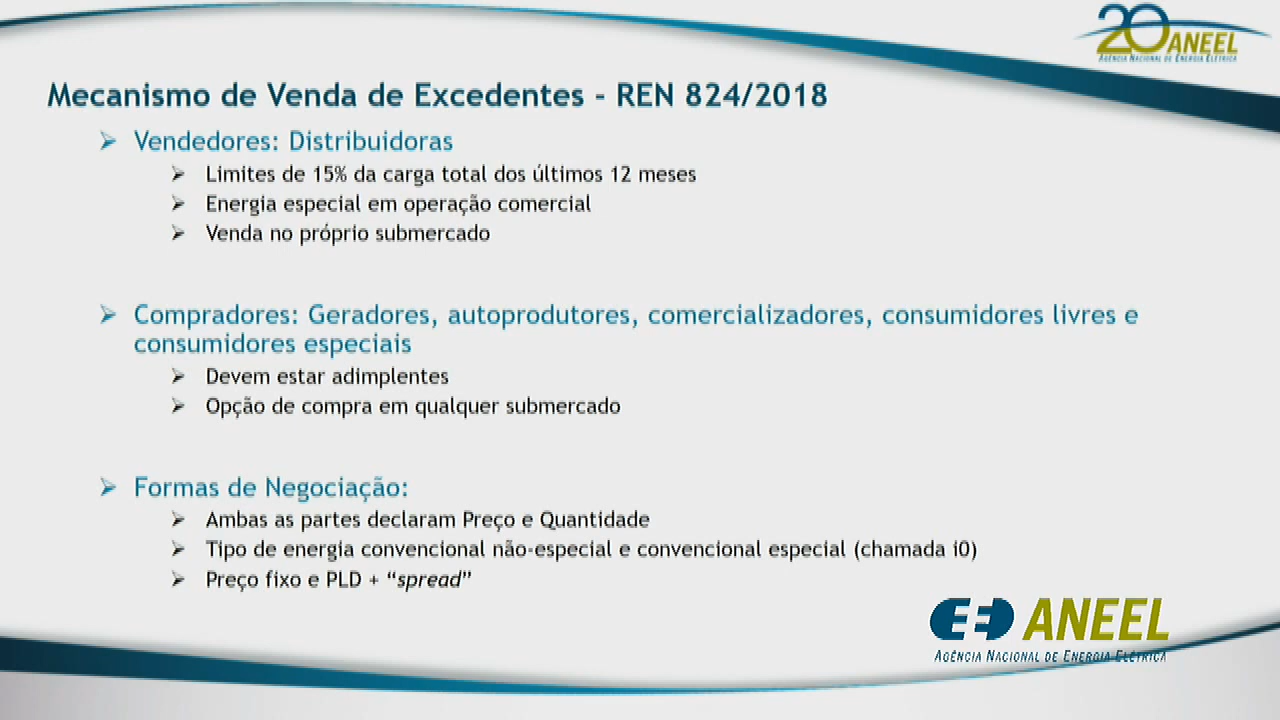 20 ANEEL
AGÊNCIA NACIONAL DE ENERGIA ELÉTRICA
Mecanismo de Venda de Excedentes - REN 824/2018
Vendedores: Distribuidoras
Limites de 15% da carga total dos últimos 12 meses
Energia especial em operação comercial
Venda no próprio submercado
Compradores: Geradores, autoprodutores, comercializadores, consumidores livres e
consumidores especiais
Devem estar adimplentes
Opção de compra em qualquer submercado
Formas de Negociação:
Ambas as partes declaram Preço e Quantidade
Tipo de energia convencional não-especial e convencional especial (chamada i0)
Preço fixo e PLD + “spread”
ANEEL
AGÊNCIA NACIONAL DE ENERGIA ELÉTRICA